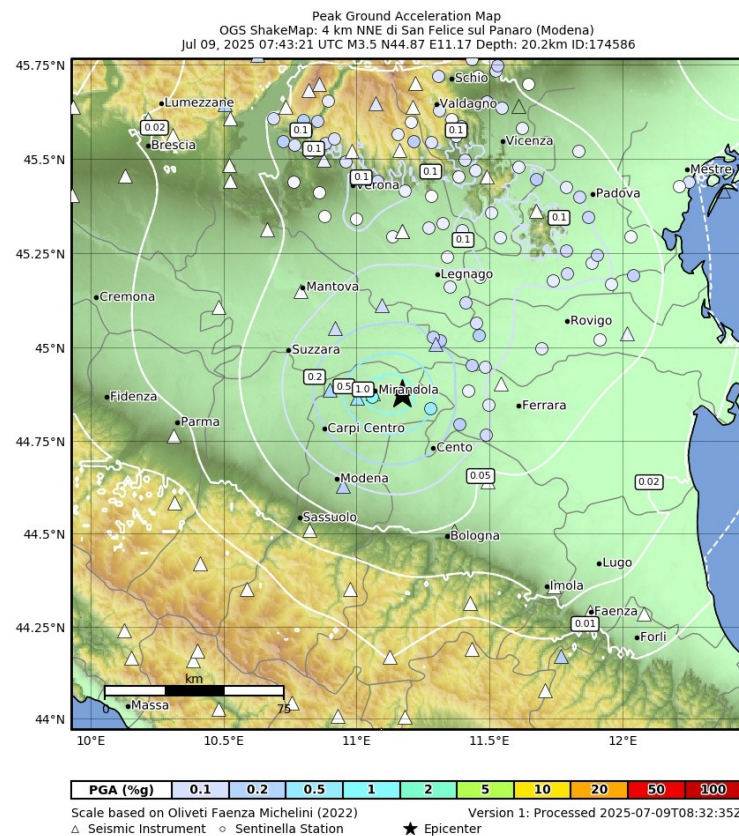 Peak Ground Acceleration Map
OGS ShakeMap: 4 km NNE di San Felice sul Panaro (Modena)
Jul 09, 2025 07:43:21 UTC M3.5 N44.87 E11.17 Depth: 20.2km ID:174586
45.75°N
Schio
Lumezzane
Valdagno
0.02
0.1
0.1
Brescia
Vicenza
0.1
45.5°N
0.1
Mestre
0.1
Verona
Padova
0.1
0.1
45.25°N
Legnago
Mantova
Cremona
Rovigo
45°N
Suzzara
0.2
0.5
1.0
Mirandola
Fidenza
Ferrara
Parma
Carpi Centro
44.75°N
Cento
Modena
0.05
0.02
Sassuolo
44.5°N
Bologna
Lugo
Imola
Faenza
44.25°N
0.01
Forlì
km
0
75
Massa
44°N
10°E
10.5°E
11°E
11.5°E
12°E
PGA (%g) 0.1 0.2 0.5 1 2 5 10 20 50 100
Scale based on Oliveti Faenza Michelini (2022)
Version 1: Processed 2025-07-09T08:32:35Z
Seismic Instrument
Sentinella Station
Epicenter